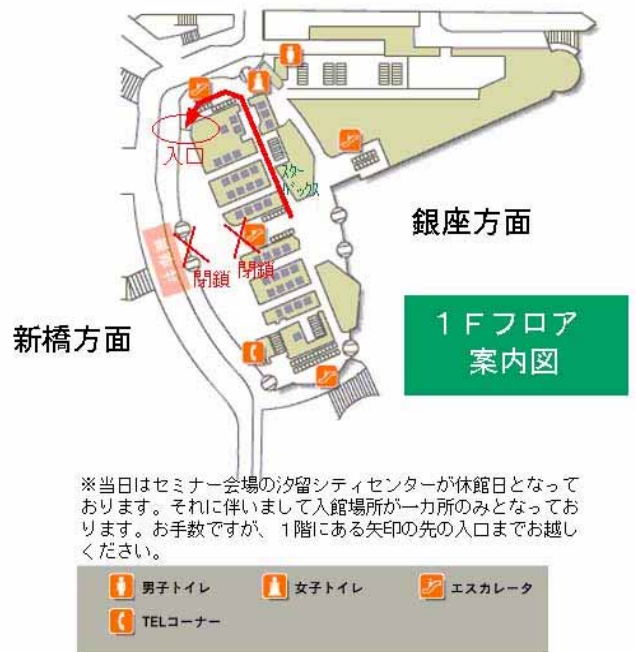 入口
スター
バックス
閉鎖
閉鎖
銀座方面
新橋方面
1Fフロア
案内図
※当日はセミナー会場の汐留シティセンターが休館日となって
おります。それに伴いまして入館場所が一カ所のみとなってお
ります。お手数ですが、1階にある矢印の先の入口までお越し
ください。
男子トイレ
女子トイレ
エスカレータ
TELコーナー